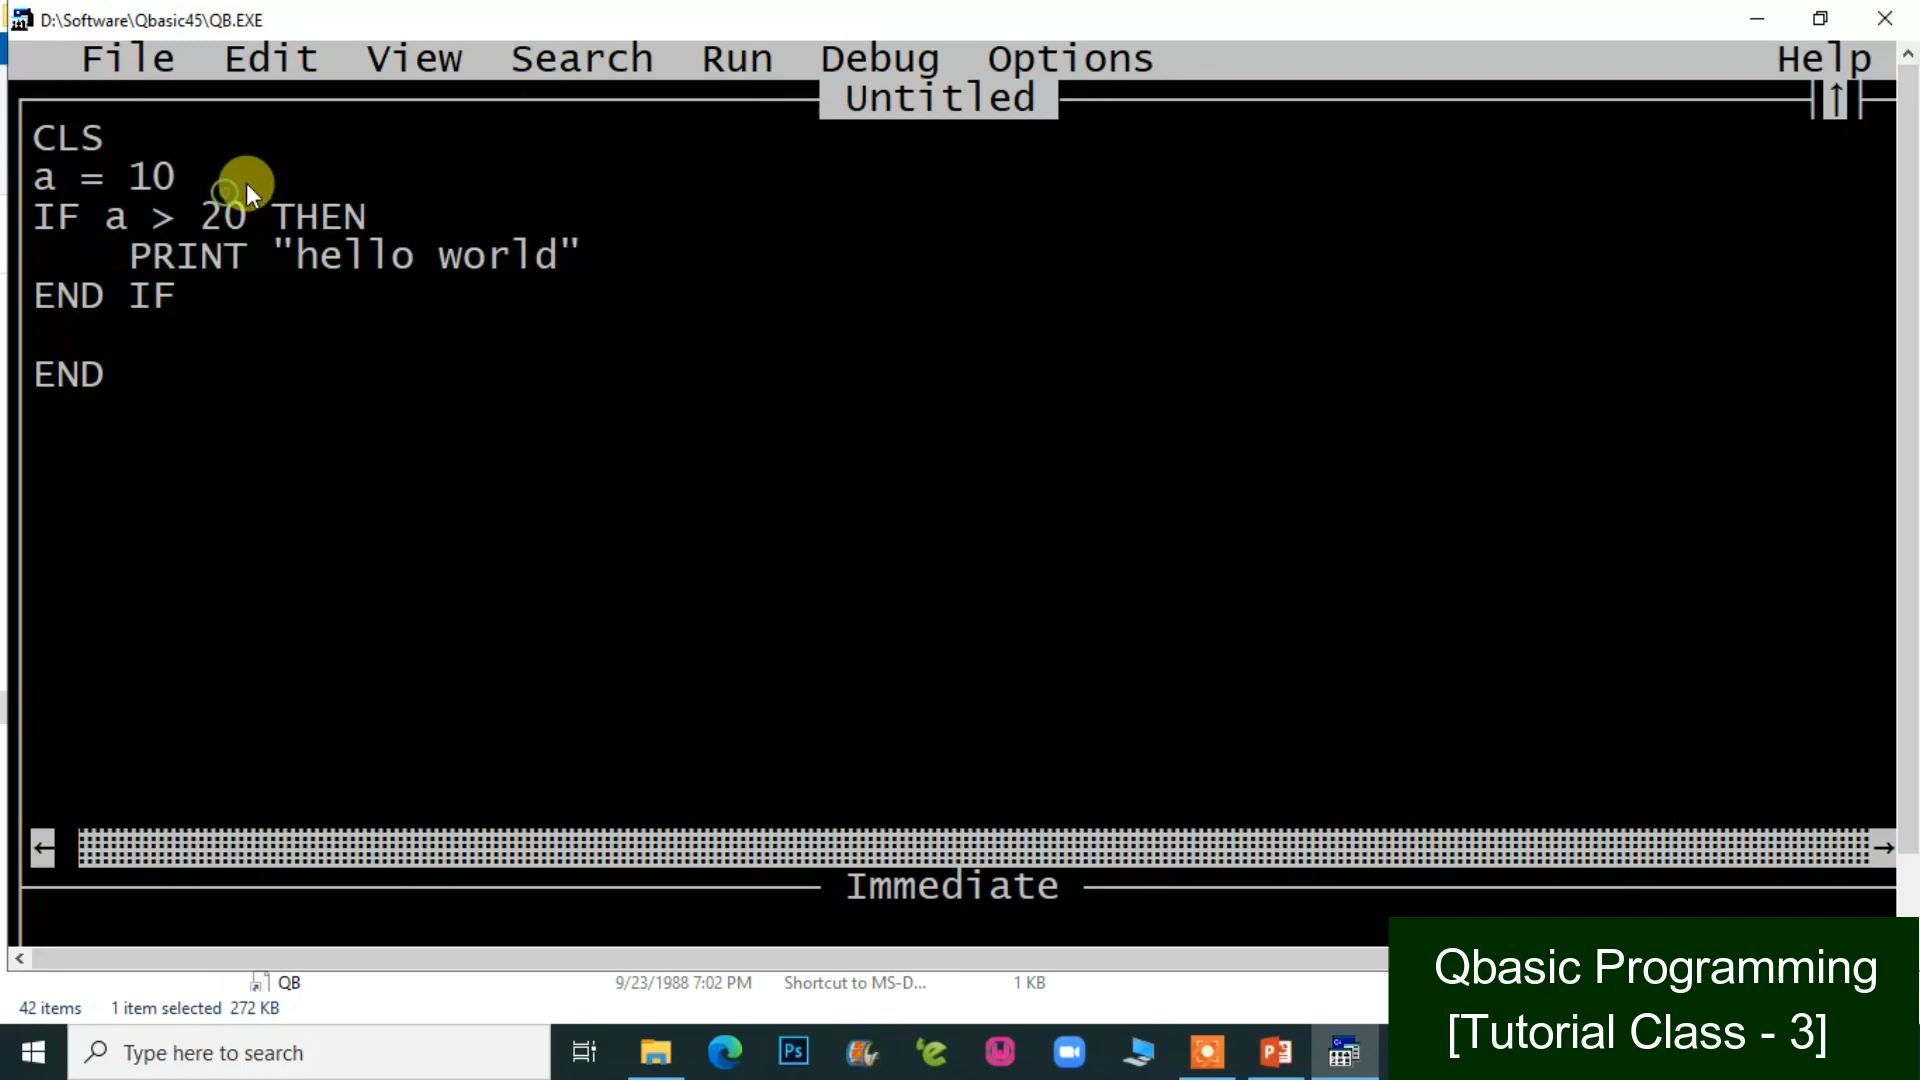 D:\Software\Qbasic45\QB.EXE
File Edit View Search Run Debug Options Help
Untitled
CLS
a = 10
IF a > 20 THEN
PRINT "hello world"
END IF
END
Immediate
QB 9/23/1988 7:02 PM Shortcut to MS-D... 1 KB
42 items 1 item selected 272 KB
Type here to search
Ps
Qbasic Programming
[Tutorial Class - 3]